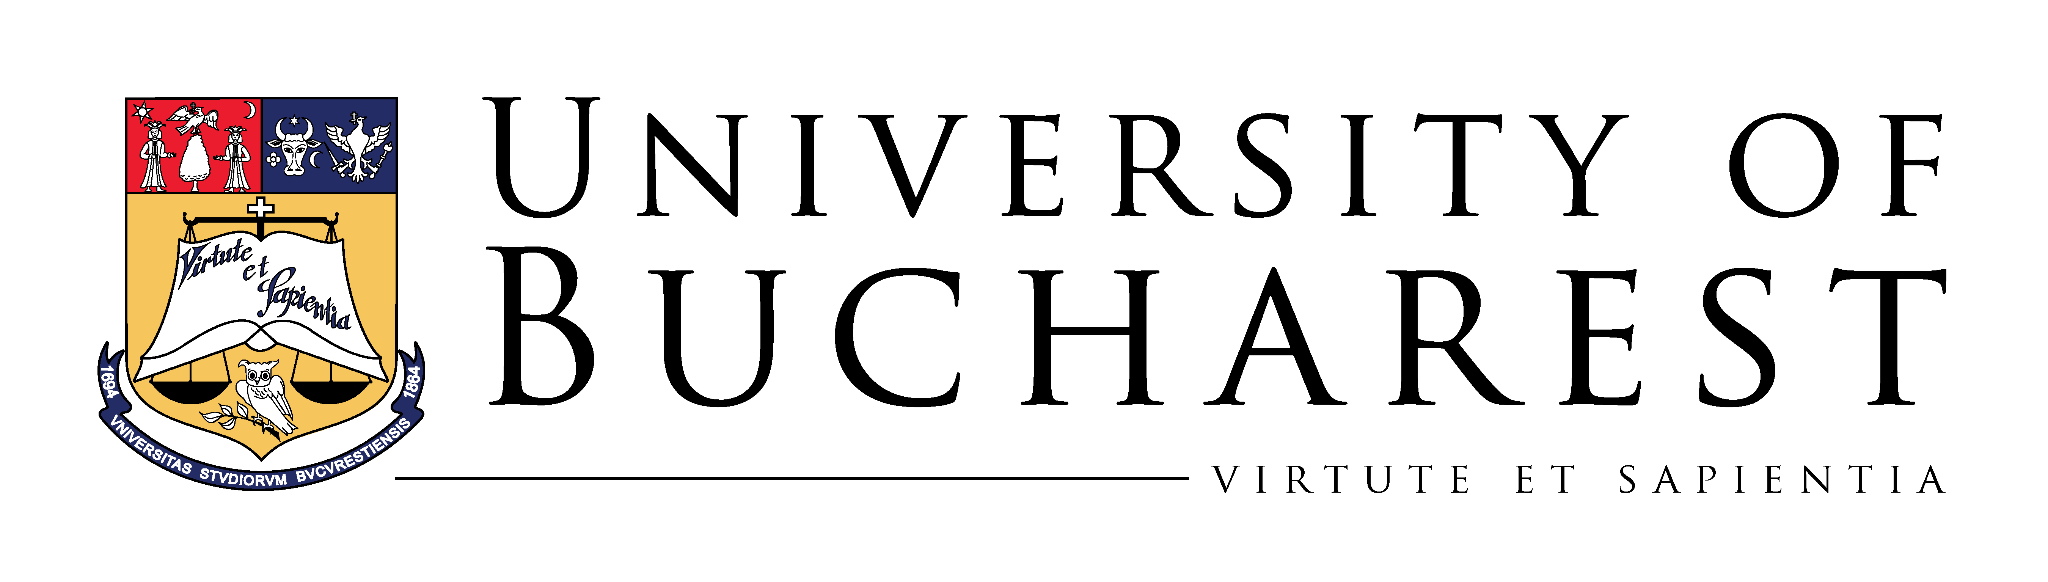 Virtute
et
Sapientia
1694 VNIVERSITAS STVDIORVM BVCVRESTIENSIS 1864
UNIVERSITY OF
BUCHAREST
VIRTUTE ET SAPIENTIA